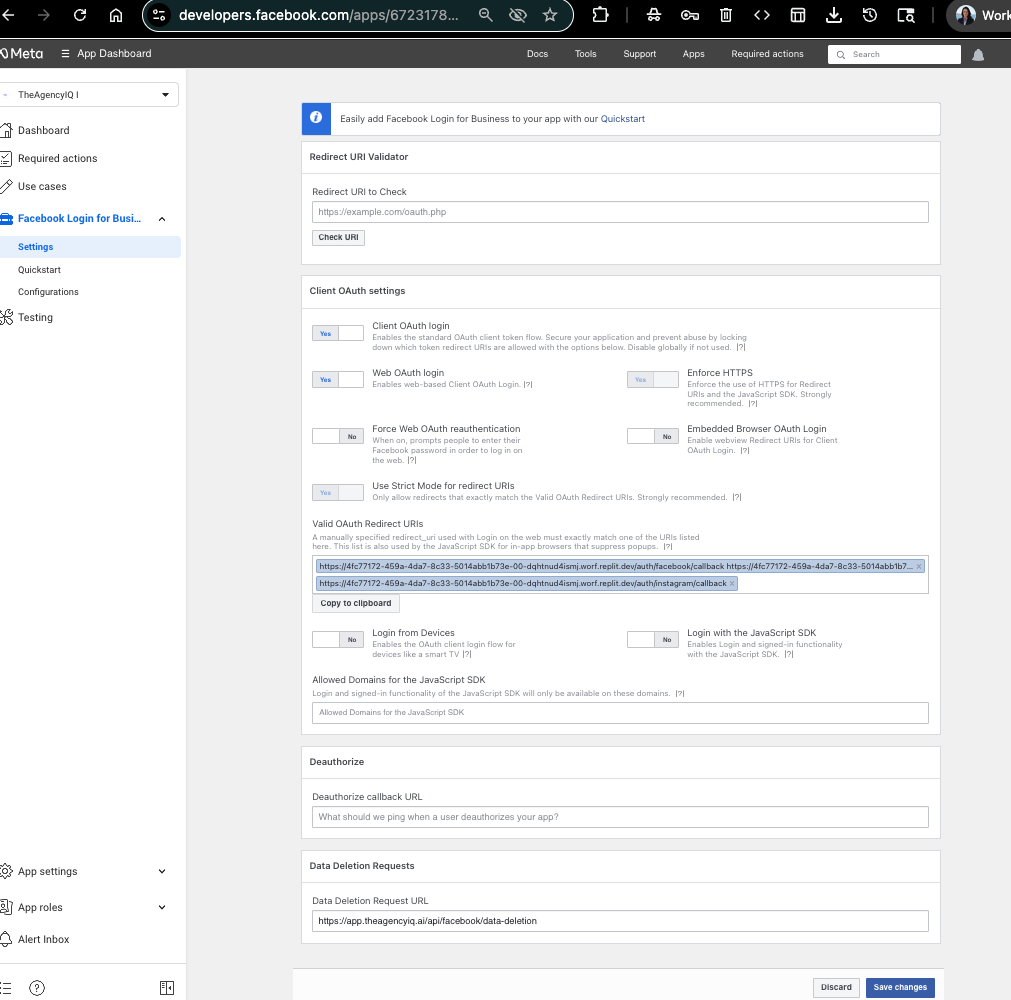 developers.facebook.com/apps/6723178...
Work
Meta
App Dashboard
Docs
Tools
Support
Apps
Required actions
Search
TheAgencyIQ I
Dashboard
Required actions
Use cases
Facebook Login for Busi...
Settings
Quickstart
Configurations
Testing
App settings
App roles
Alert Inbox
Easily add Facebook Login for Business to your app with our Quickstart
Redirect URI Validator
Redirect URI to Check
https://example.com/oauth.php
Check URI
Client OAuth settings
Yes
Client OAuth login
Enables the standard OAuth client token flow. Secure your application and prevent abuse by locking
down which token redirect URIs are allowed with the options below. Disable globally if not used. [?]
Yes
Web OAuth login
Enables web-based Client OAuth Login. [?]
Yes
Enforce HTTPS
Enforce the use of HTTPS for Redirect
URIs and the JavaScript SDK. Strongly
recommended. [?]
No
Force Web OAuth reauthentication
When on, prompts people to enter their
Facebook password in order to log in on
the web. [?]
No
Embedded Browser OAuth Login
Enable webview Redirect URIs for Client
OAuth Login. [?]
Yes
Use Strict Mode for redirect URIs
Only allow redirects that exactly match the Valid OAuth Redirect URIs. Strongly recommended. [?]
Valid OAuth Redirect URIs
A manually specified redirect_uri used with Login on the web must exactly match one of the URIs listed
here. This list is also used by the JavaScript SDK for in-app browsers that suppress popups. [?]
https://4fc77172-459a-4da7-8c33-5014abb1b73e-00-dqhtnud4ismj.worf.replit.dev/auth/facebook/callback https://4fc77172-459a-4da7-8c33-5014abb1b7... ×
https://4fc77172-459a-4da7-8c33-5014abb1b73e-00-dqhtnud4ismj.worf.replit.dev/auth/instagram/callback ×
Copy to clipboard
No
Login from Devices
Enables the OAuth client login flow for
devices like a smart TV [?]
No
Login with the JavaScript SDK
Enables Login and signed-in functionality
with the JavaScript SDK. [?]
Allowed Domains for the JavaScript SDK
Login and signed-in functionality of the JavaScript SDK will only be available on these domains. [?]
Allowed Domains for the JavaScript SDK
Deauthorize
Deauthorize callback URL
What should we ping when a user deauthorizes your app?
Data Deletion Requests
Data Deletion Request URL
https://app.theagencyiq.ai/api/facebook/data-deletion
Discard
Save changes